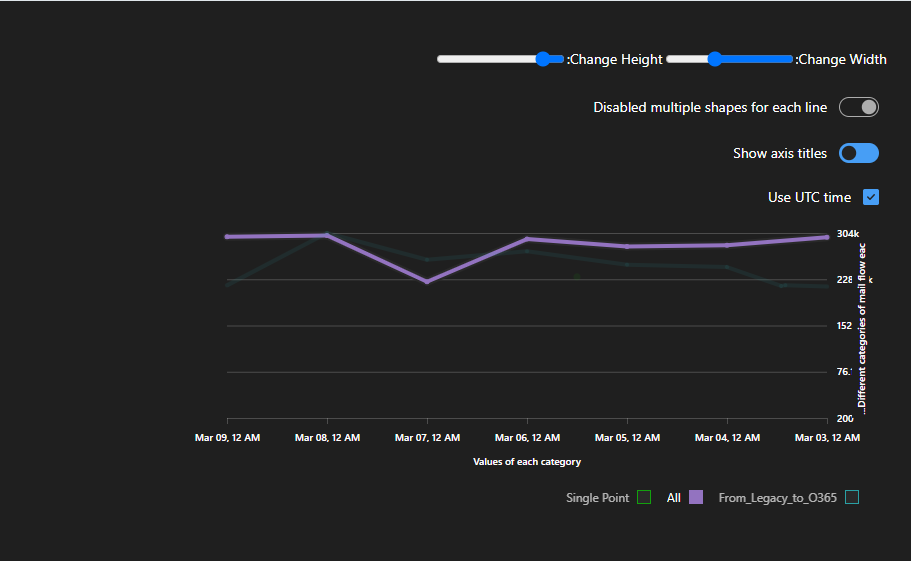 :Change Height :Change Width
Disabled multiple shapes for each line
Show axis titles
Use UTC time
304k
228 k
152
76.
200
...Different categories of mail flow eac
Mar 09, 12 AM Mar 08, 12 AM Mar 07, 12 AM Mar 06, 12 AM Mar 05, 12 AM Mar 04, 12 AM Mar 03, 12 AM
Values of each category
Single Point All From_Legacy_to_O365